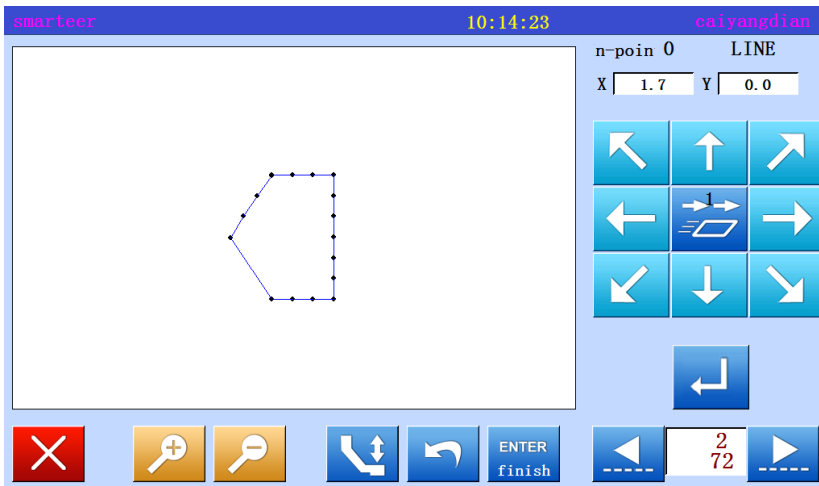 smarteer 10:14:23 caiyangdian
n-poin 0 LINE
X 1.7 Y 0.0
1
ENTER
finish
2
72